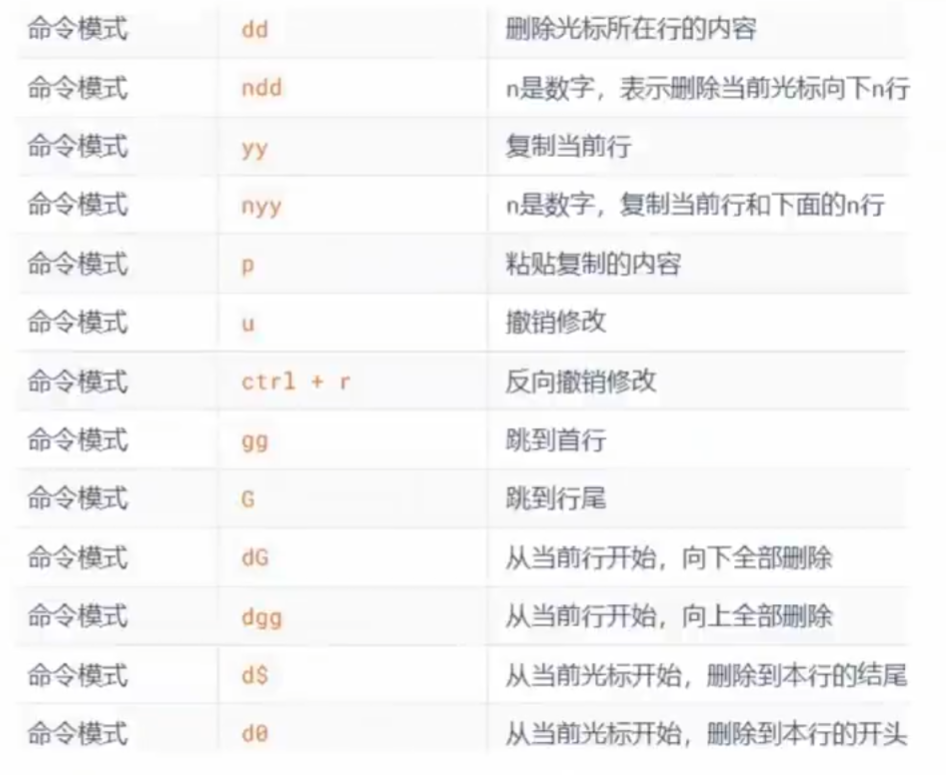 命令模式 dd 删除光标所在行的内容
命令模式 ndd n是数字，表示删除当前光标向下n行
命令模式 yy 复制当前行
命令模式 nyy n是数字，复制当前行和下面的n行
命令模式 p 粘贴复制的内容
命令模式 u 撤销修改
命令模式 ctrl + r 反向撤销修改
命令模式 gg 跳到首行
命令模式 G 跳到行尾
命令模式 dG 从当前行开始，向下全部删除
命令模式 dgg 从当前行开始，向上全部删除
命令模式 d$ 从当前光标开始，删除到本行的结尾
命令模式 d0 从当前光标开始，删除到本行的开头